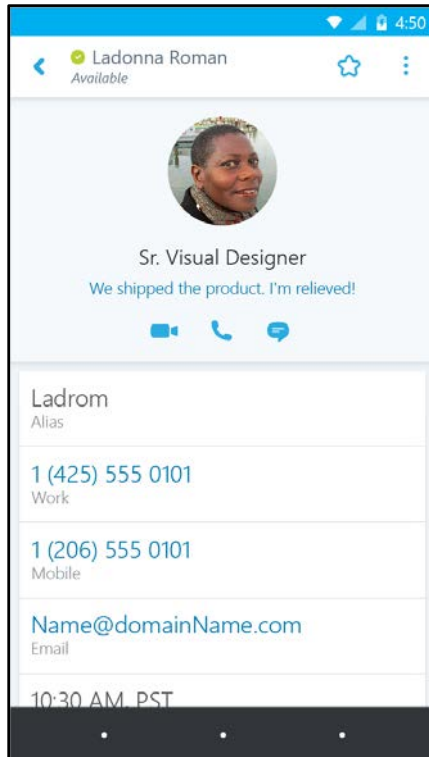 4:50
Ladonna Roman
Available
Sr. Visual Designer
We shipped the product. I'm relieved!
Ladrom
Alias
1 (425) 555 0101
Work
1 (206) 555 0101
Mobile
Name@domainName.com
Email
10:30 AM, PST